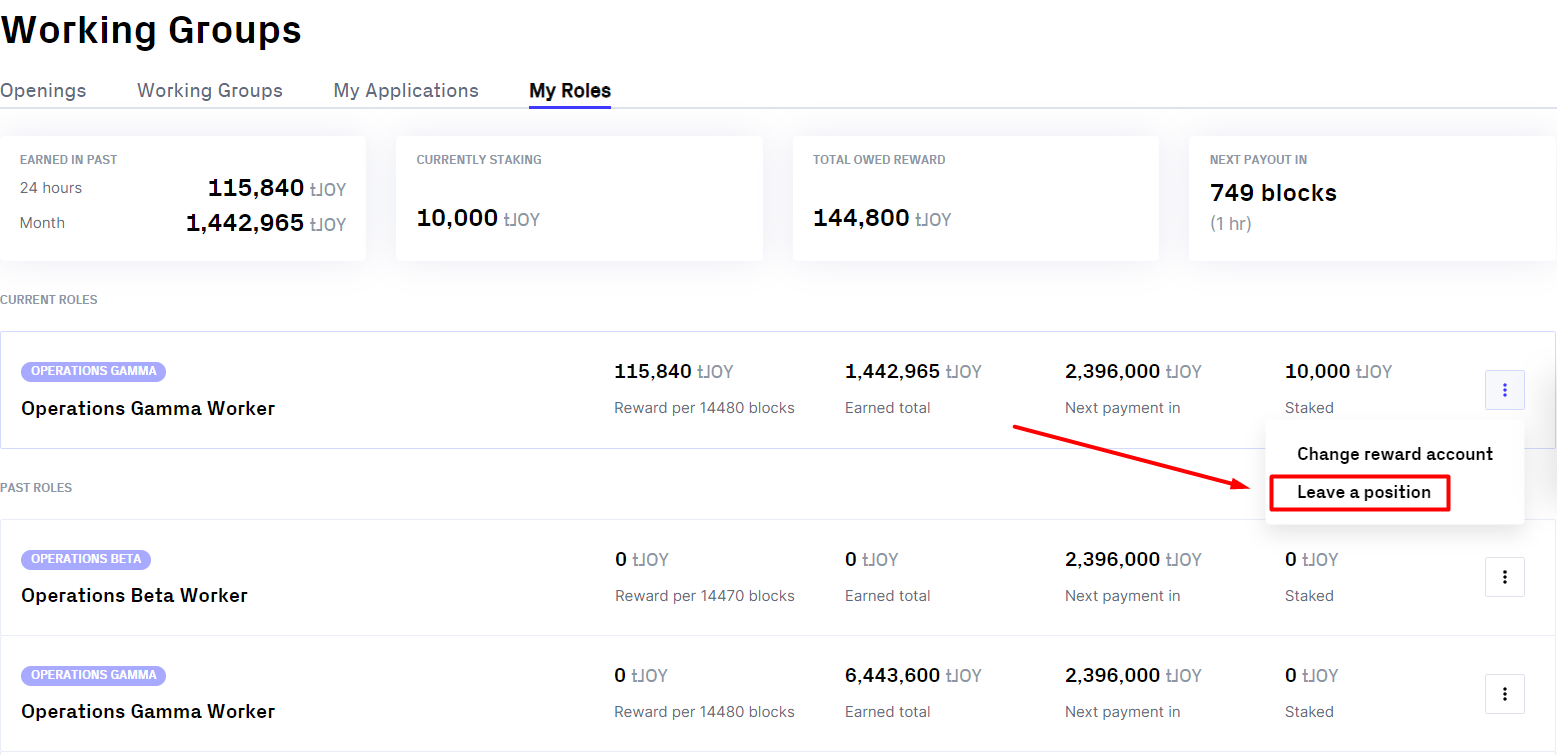 Working Groups
Openings Working Groups My Applications My Roles
EARNED IN PAST CURRENTLY STAKING TOTAL OWED REWARD NEXT PAYOUT IN
24 hours 115,840 tJOY 10,000 tJOY 144,800 tJOY 749 blocks
Month 1,442,965 tJOY (1 hr)
CURRENT ROLES
OPERATIONS GAMMA 115,840 tJOY 1,442,965 tJOY 2,396,000 tJOY 10,000 tJOY
Operations Gamma Worker Reward per 14480 blocks Earned total Next payment in Staked
Change reward account
Leave a position
PAST ROLES
OPERATIONS BETA 0 tJOY 0 tJOY 2,396,000 tJOY 0 tJOY
Operations Beta Worker Reward per 14470 blocks Earned total Next payment in Staked
OPERATIONS GAMMA 0 tJOY 6,443,600 tJOY 2,396,000 tJOY 0 tJOY
Operations Gamma Worker Reward per 14480 blocks Earned total Next payment in Staked